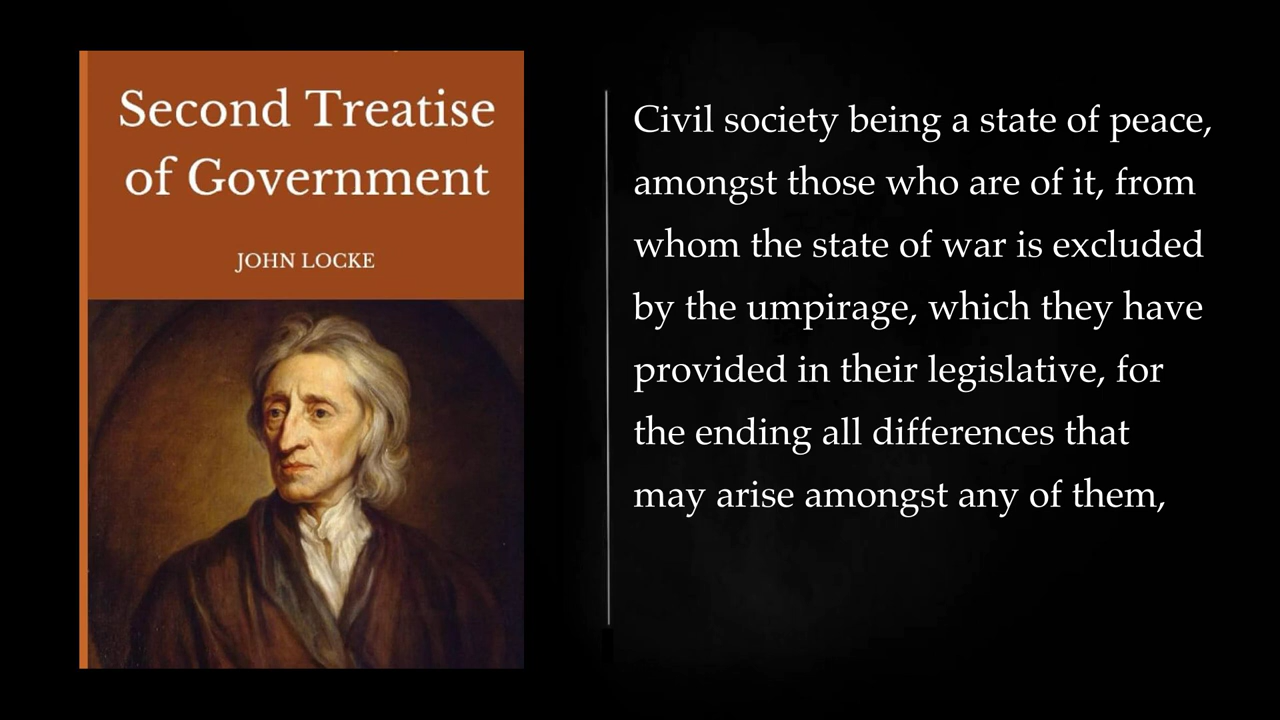 Second Treatise
of Government
JOHN LOCKE
Civil society being a state of peace,
amongst those who are of it, from
whom the state of war is excluded
by the umpirage, which they have
provided in their legislative, for
the ending all differences that
may arise amongst any of them,